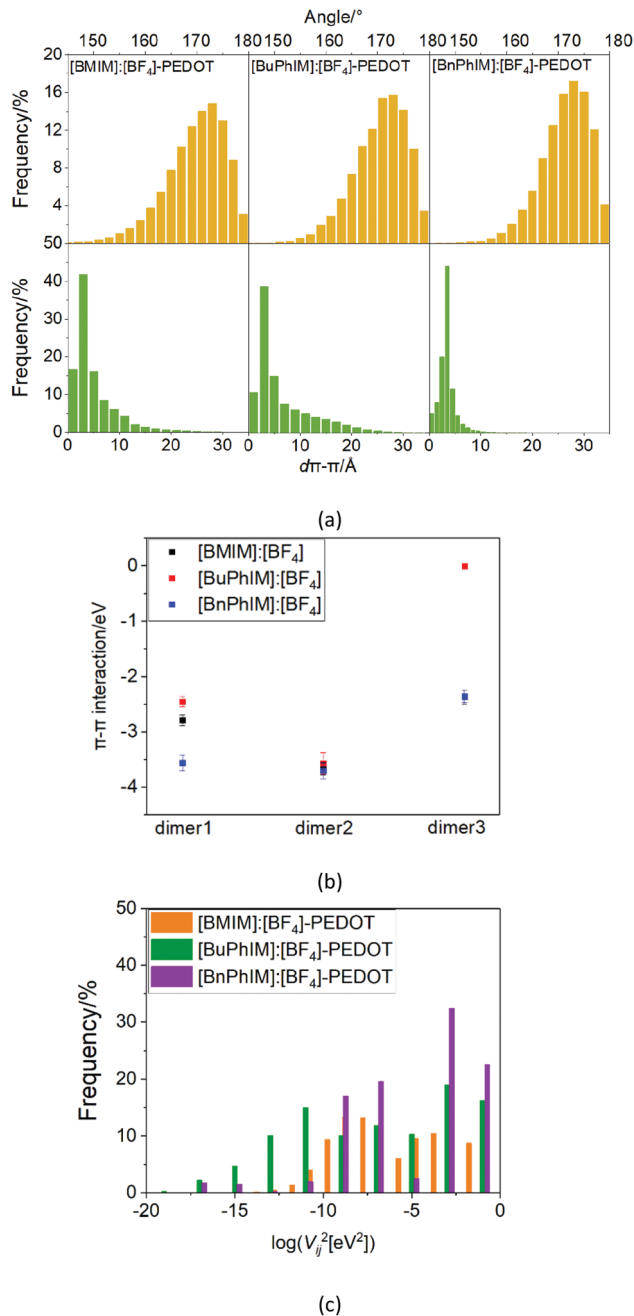 Angle/°
150 160 170 180 150 160 170 180 150 160 170 180
[BMIM]:[BF4]-PEDOT [BuPhIM]:[BF4]-PEDOT [BnPhIM]:[BF4]-PEDOT
Frequency/%
20
16
12
8
4
50
Frequency/%
40
30
20
10
0
0 10 20 30 0 10 20 30 0 10 20 30
dπ-π/Å
(a)
[BMIM]:[BF4]
[BuPhIM]:[BF4]
[BnPhIM]:[BF4]
π-π interaction/eV
0
-1
-2
-3
-4
dimer1 dimer2 dimer3
(b)
[BMIM]:[BF4]-PEDOT
[BuPhIM]:[BF4]-PEDOT
[BnPhIM]:[BF4]-PEDOT
Frequency/%
50
40
30
20
10
0
-20 -15 -10 -5 0
log(Vij²[eV²])
(c)